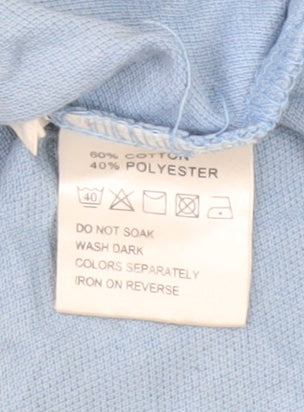 60% COTTON
40% POLYESTER
40
DO NOT SOAK
WASH DARK
COLORS SEPARATELY
IRON ON REVERSE